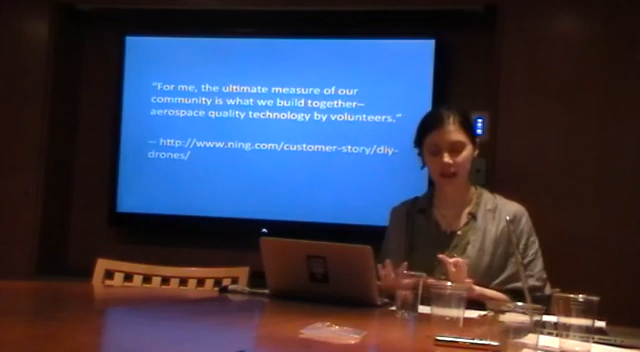 "For me, the ultimate measure of our
community is what we build together–
aerospace quality technology by volunteers."
– http://www.ning.com/customer-story/diy-
drones/